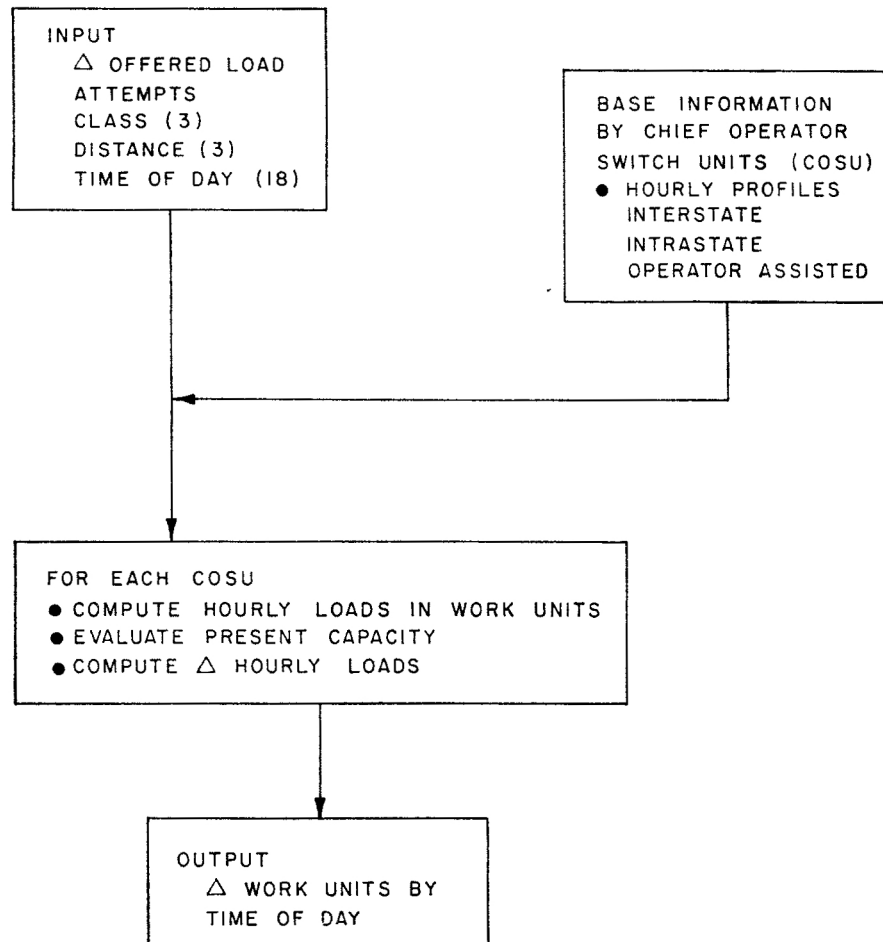 INPUT
△ OFFERED LOAD
ATTEMPTS
CLASS (3)
DISTANCE (3)
TIME OF DAY (18)
BASE INFORMATION
BY CHIEF OPERATOR
SWITCH UNITS (COSU)
● HOURLY PROFILES
INTERSTATE
INTRASTATE
OPERATOR ASSISTED
FOR EACH COSU
● COMPUTE HOURLY LOADS IN WORK UNITS
● EVALUATE PRESENT CAPACITY
● COMPUTE △ HOURLY LOADS
OUTPUT
△ WORK UNITS BY
TIME OF DAY